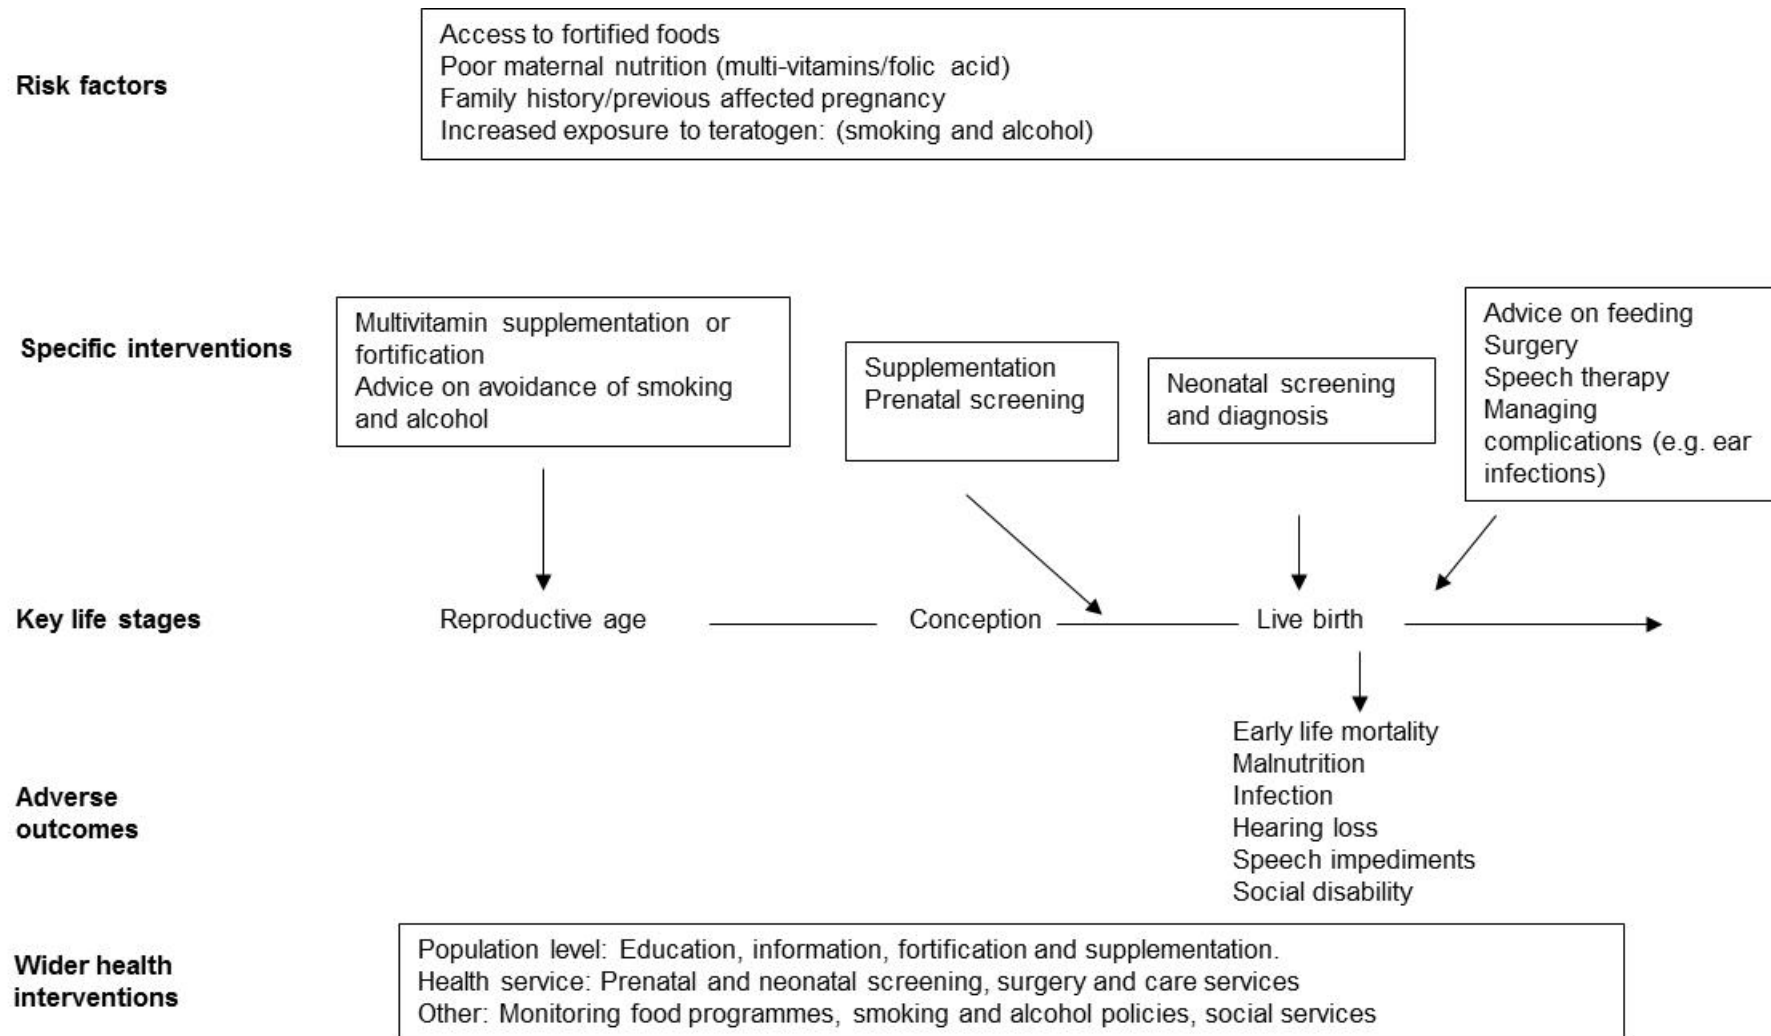 Risk factors
Access to fortified foods
Poor maternal nutrition (multi-vitamins/folic acid)
Family history/previous affected pregnancy
Increased exposure to teratogen: (smoking and alcohol)
Specific interventions
Multivitamin supplementation or
fortification
Advice on avoidance of smoking
and alcohol
Supplementation
Prenatal screening
Neonatal screening
and diagnosis
Advice on feeding
Surgery
Speech therapy
Managing
complications (e.g. ear
infections)
Key life stages
Reproductive age
Conception
Live birth
Adverse
outcomes
Early life mortality
Malnutrition
Infection
Hearing loss
Speech impediments
Social disability
Wider health
interventions
Population level: Education, information, fortification and supplementation.
Health service: Prenatal and neonatal screening, surgery and care services
Other: Monitoring food programmes, smoking and alcohol policies, social services